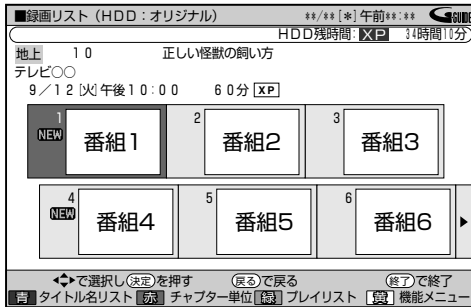 ■録画リスト(HDD:オリジナル) **/**[*]午前**:** GGUIDE
HDD残時間: XP 34時間10分
地上 10 正しい怪獣の飼い方
テレビ○○
9/12[火]午後10:00 60分 XP
1 NEW 番組1
2 番組2
3 番組3
4 NEW 番組4
5 番組5
6 番組6
で選択し決定を押す 戻るで戻る 終了で終了
青 タイトル名リスト 赤 チャプター単位 緑 プレイリスト 黄 機能メニュー